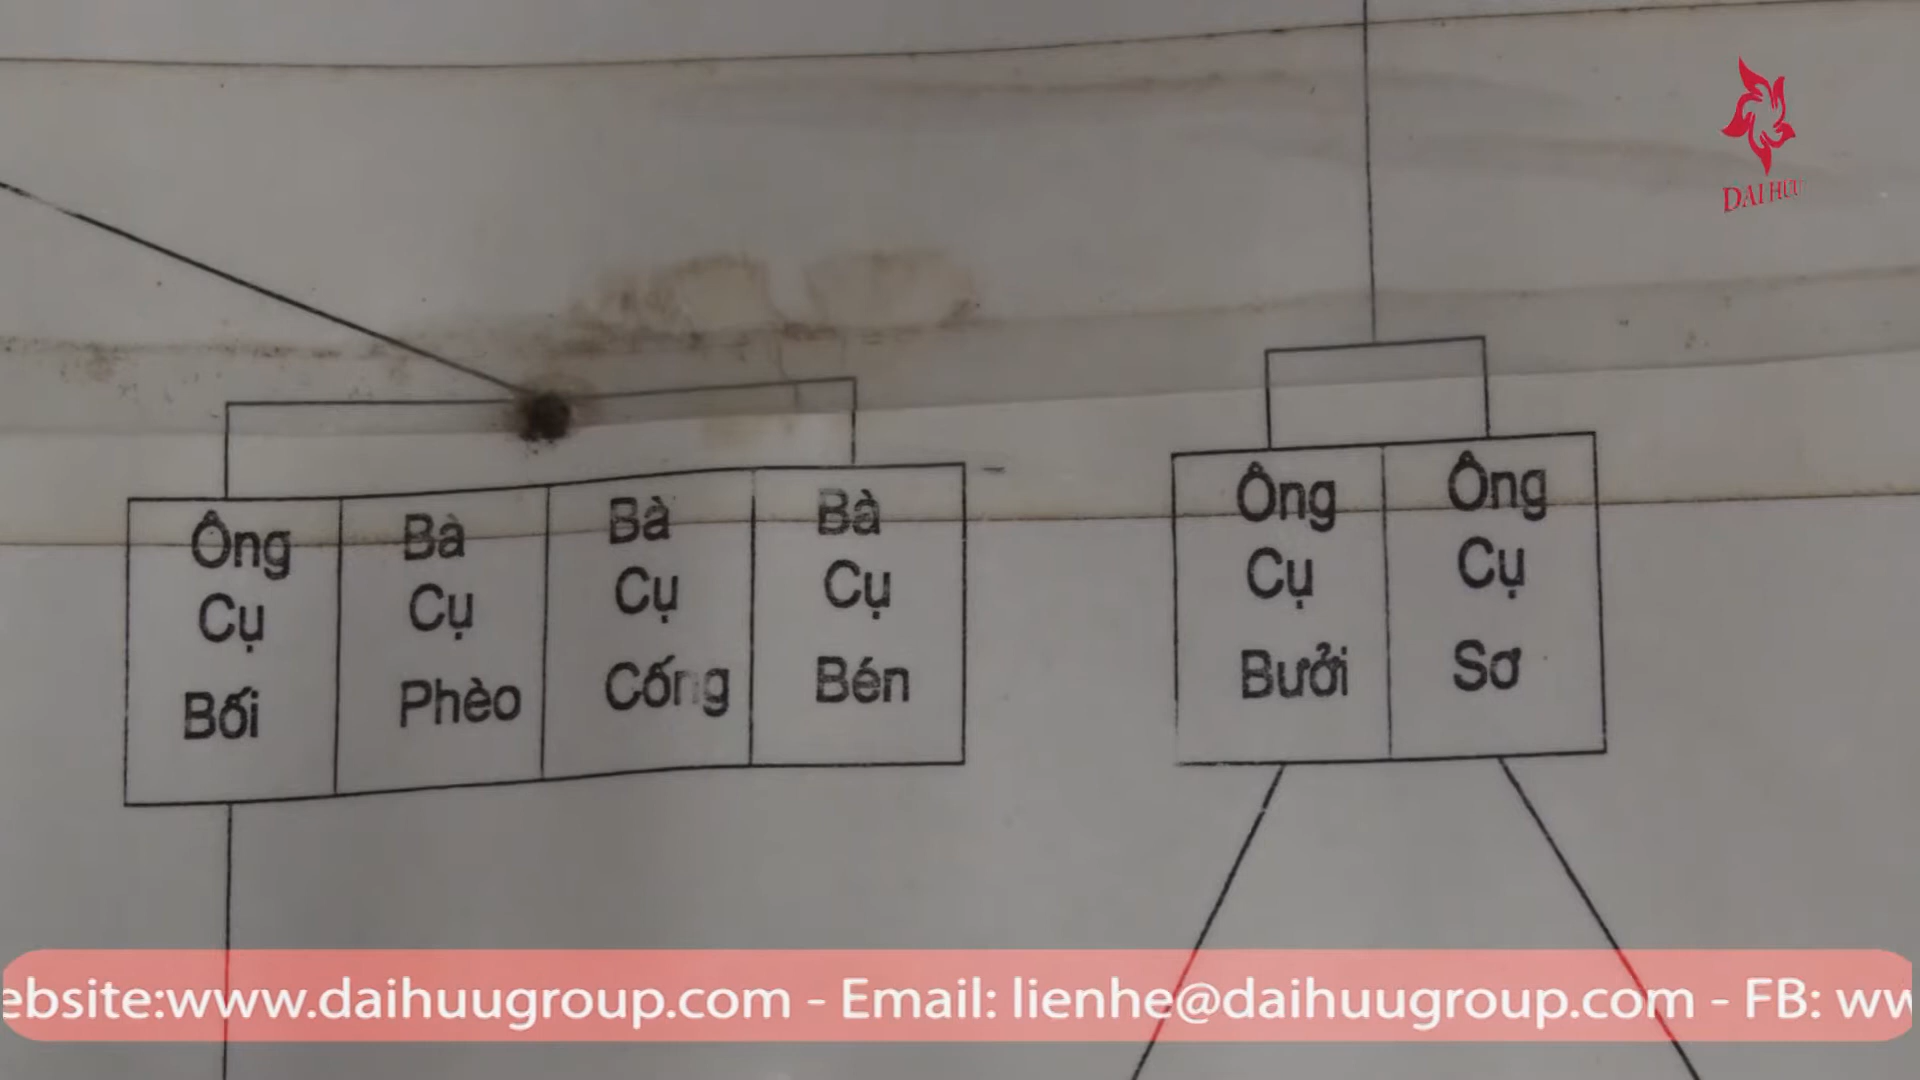 DAI HUU
Ông
Cụ
Bối
Bà
Cụ
Phèo
Bà
Cụ
Cống
Bà
Cụ
Bén
Ông
Cụ
Bưởi
Ông
Cụ
Sơ
ebsite:www.daihuugroup.com - Email: lienhe@daihuugroup.com - FB: ww